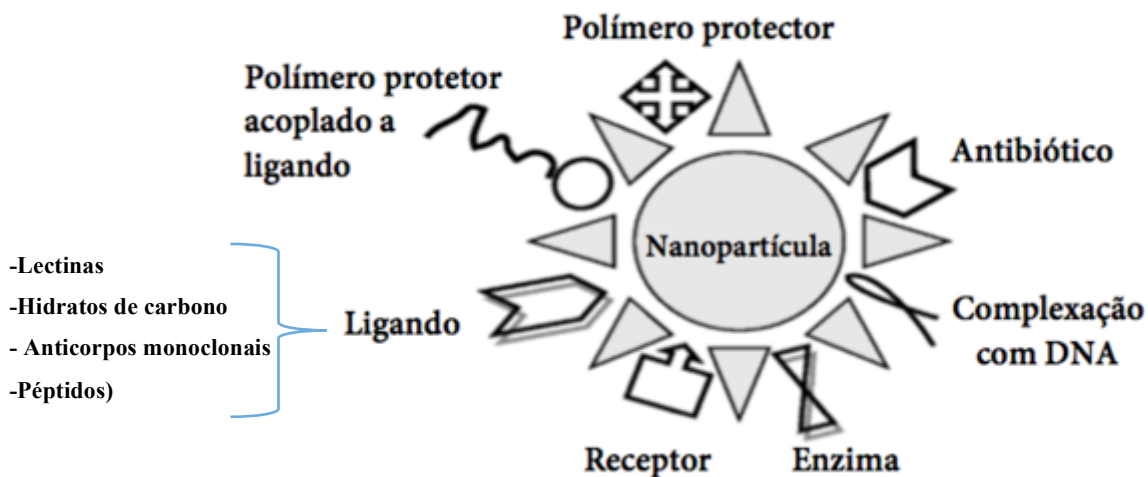 Polímero protector
Polímero protetor
acoplado a
ligando
Antibiótico
Nanopartícula
-Lectinas
-Hidratos de carbono
- Anticorpos monoclonais
-Péptidos)
Ligando
Complexação
com DNA
Receptor
Enzima